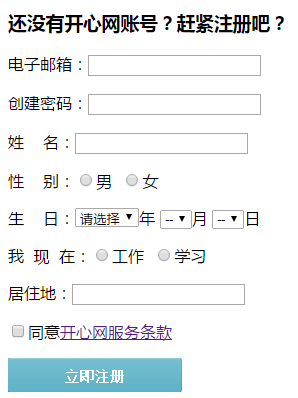 还没有开心网账号？赶紧注册吧？
电子邮箱：
创建密码：
姓 名：
性 别：男 女
生 日：请选择 年 -- 月 -- 日
我 现 在：工作 学习
居住地：
同意开心网服务条款
立即注册